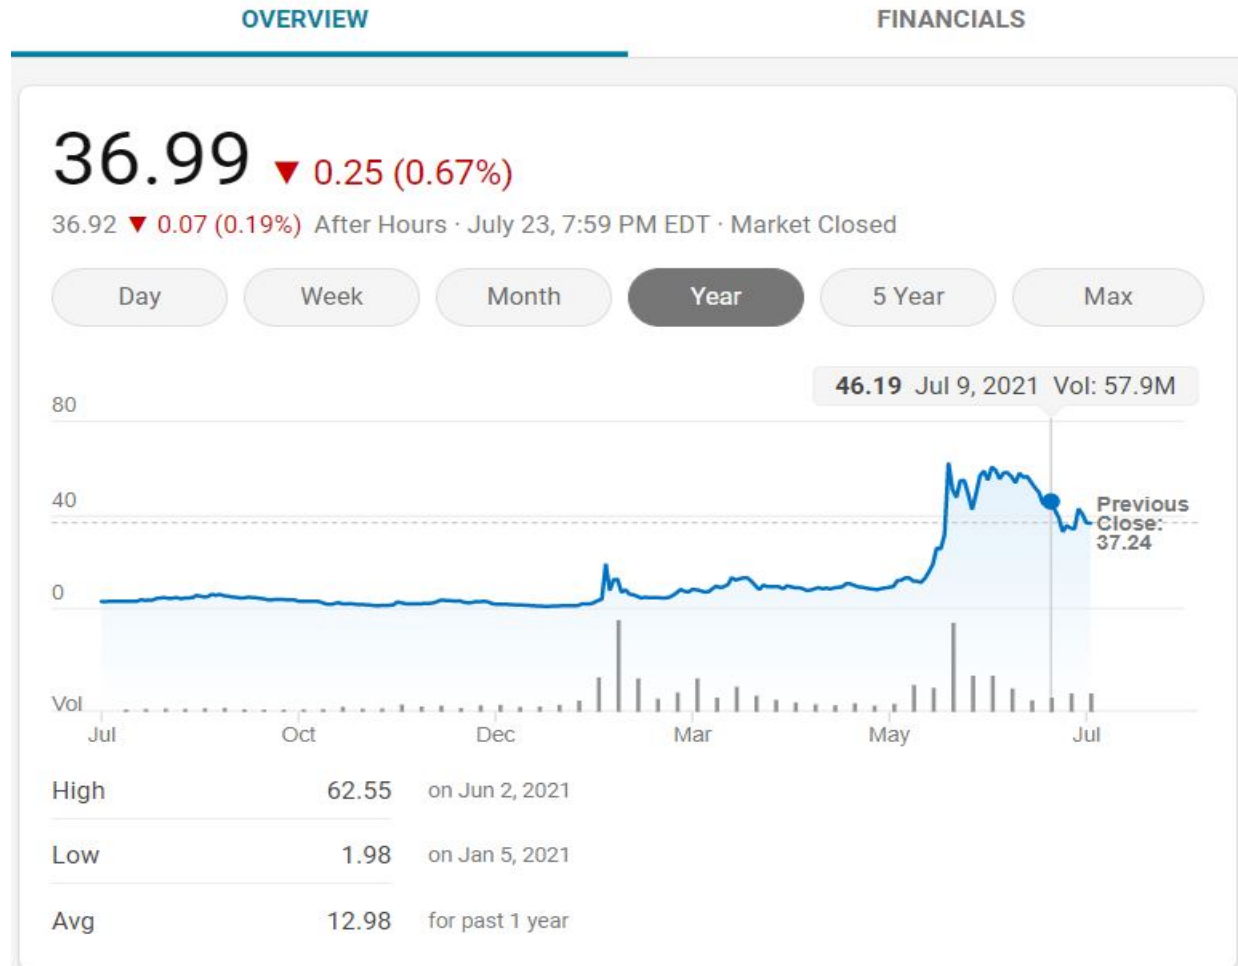 OVERVIEW FINANCIALS
36.99 ▼ 0.25 (0.67%)
36.92 ▼ 0.07 (0.19%) After Hours · July 23, 7:59 PM EDT · Market Closed
Day Week Month Year 5 Year Max
46.19 Jul 9, 2021 Vol: 57.9M
80
40
Previous
Close:
37.24
0
Vol
Jul Oct Dec Mar May Jul
High 62.55 on Jun 2, 2021
Low 1.98 on Jan 5, 2021
Avg 12.98 for past 1 year